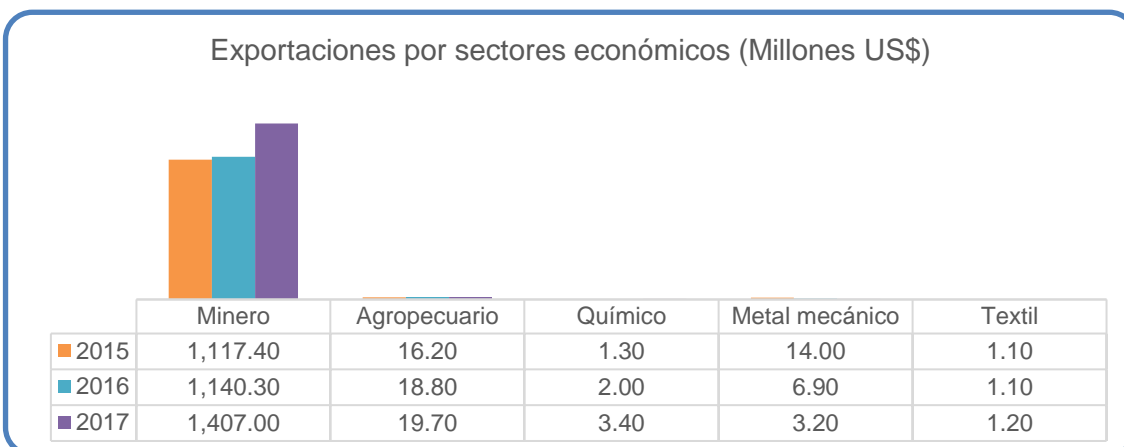 Exportaciones por sectores económicos (Millones US$)
Minero Agropecuario Químico Metal mecánico Textil
2015 1,117.40 16.20 1.30 14.00 1.10
2016 1,140.30 18.80 2.00 6.90 1.10
2017 1,407.00 19.70 3.40 3.20 1.20